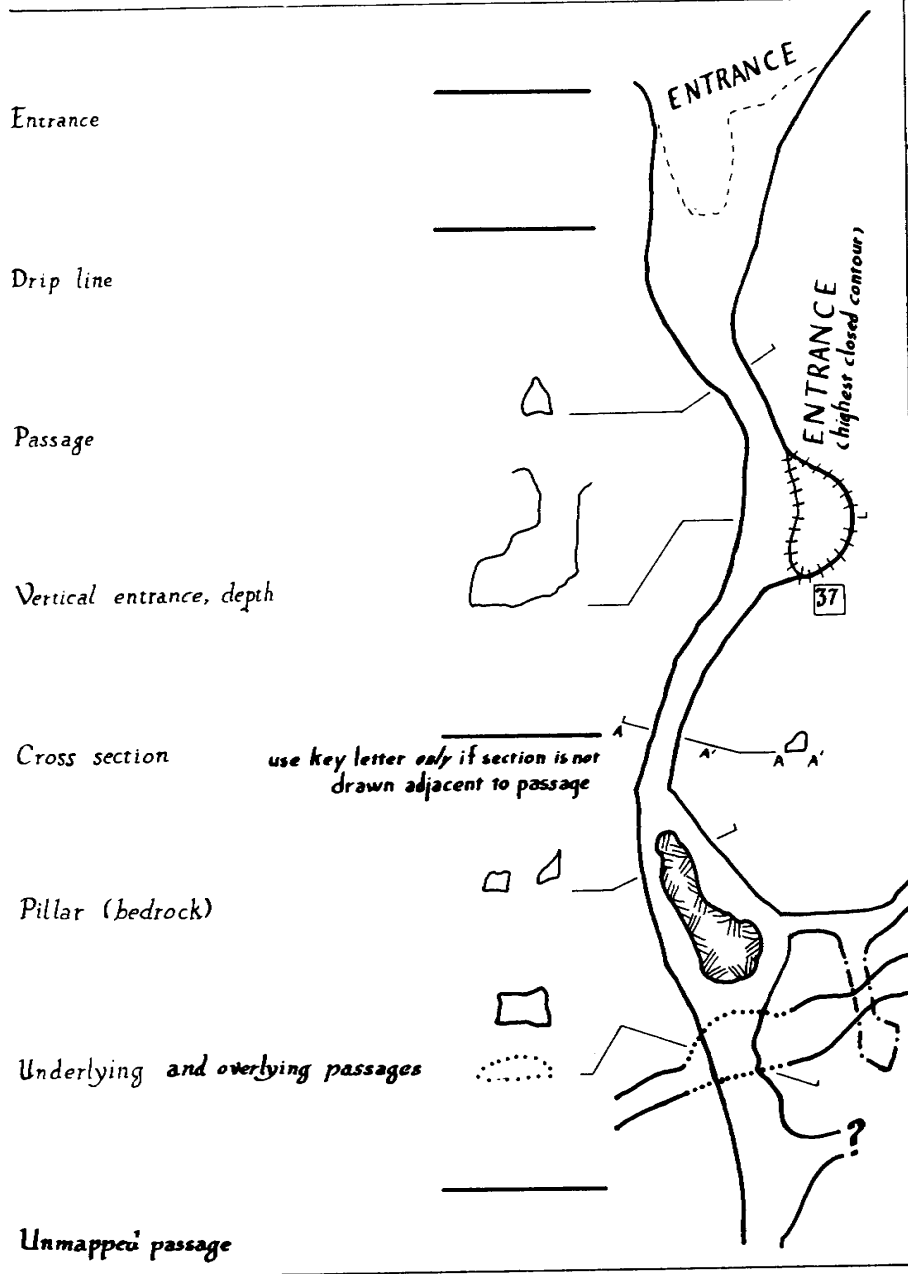 ENTRANCE
Entrance
Drip line
ENTRANCE
(highest closed contour)
Passage
Vertical entrance, depth
37
A
Cross section
use key letter only if section is not
drawn adjacent to passage
A'
A A'
Pillar (bedrock)
Underlying and overlying passages
?
Unmapped passage